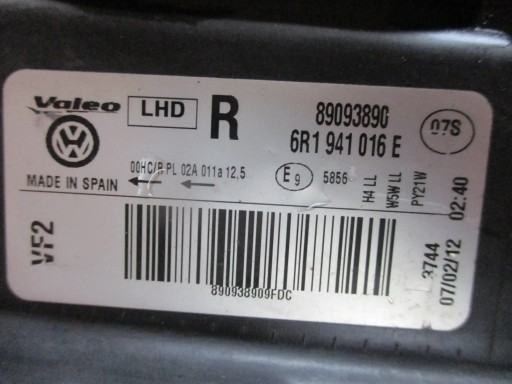 Valeo LHD R 89093890
6R1 941 016 E 07S
00HC/R PL 02A 011a 12,5 E9 5856
MADE IN SPAIN
H4 LL
W5W LL
PY21W
VF2
890938909FDC
3744
07/02/12 02:40